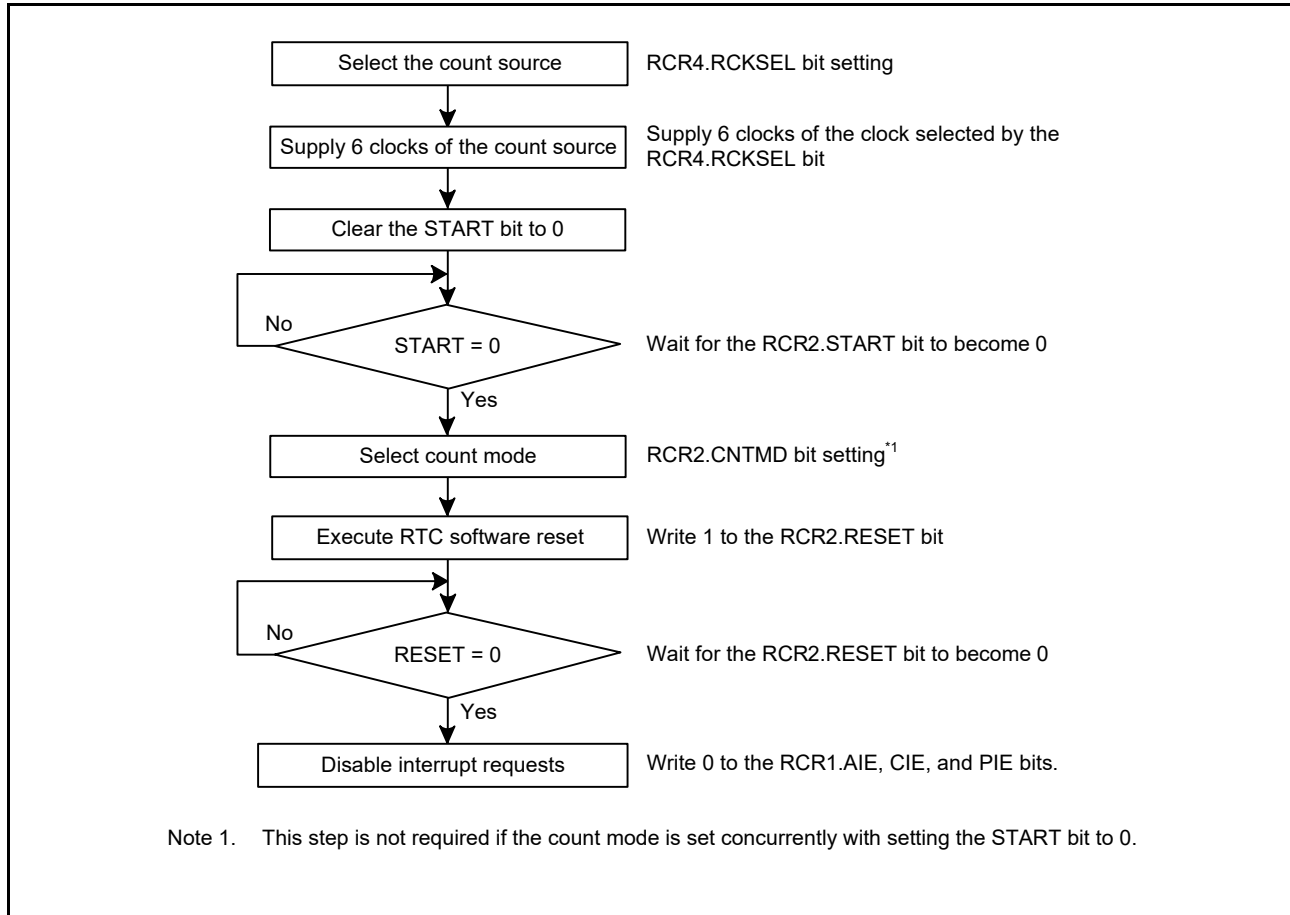 Select the count source
RCR4.RCKSEL bit setting
Supply 6 clocks of the count source
Supply 6 clocks of the clock selected by the
RCR4.RCKSEL bit
Clear the START bit to 0
No
START = 0
Wait for the RCR2.START bit to become 0
Yes
Select count mode
RCR2.CNTMD bit setting*1
Execute RTC software reset
Write 1 to the RCR2.RESET bit
No
RESET = 0
Wait for the RCR2.RESET bit to become 0
Yes
Disable interrupt requests
Write 0 to the RCR1.AIE, CIE, and PIE bits.
Note 1. This step is not required if the count mode is set concurrently with setting the START bit to 0.